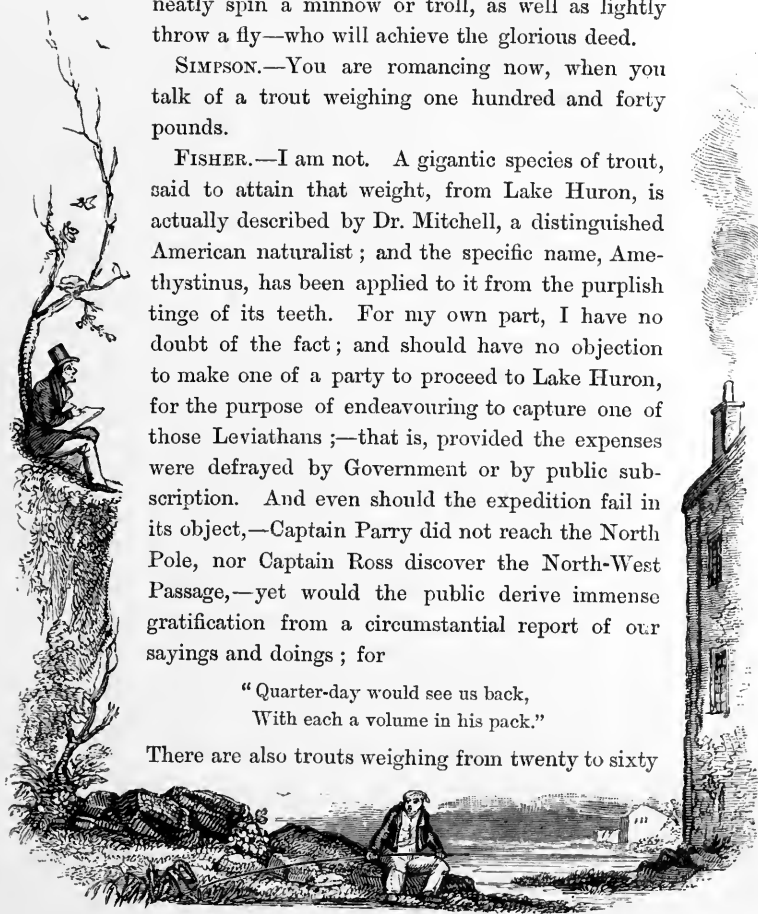 neatly spin a minnow or troll, as well as lightly
throw a fly—who will achieve the glorious deed.
SIMPSON.—You are romancing now, when you
talk of a trout weighing one hundred and forty
pounds.
FISHER.—I am not. A gigantic species of trout,
said to attain that weight, from Lake Huron, is
actually described by Dr. Mitchell, a distinguished
American naturalist; and the specific name, Ame-
thystinus, has been applied to it from the purplish
tinge of its teeth. For my own part, I have no
doubt of the fact; and should have no objection
to make one of a party to proceed to Lake Huron,
for the purpose of endeavouring to capture one of
those Leviathans;—that is, provided the expenses
were defrayed by Government or by public sub-
scription. And even should the expedition fail in
its object,—Captain Parry did not reach the North
Pole, nor Captain Ross discover the North-West
Passage,—yet would the public derive immense
gratification from a circumstantial report of our
sayings and doings; for
"Quarter-day would see us back,
With each a volume in his pack."
There are also trouts weighing from twenty to sixty